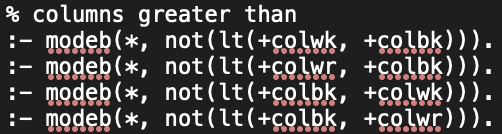 % columns greater than
:- modeb(*, not(lt(+colwk, +colbk))).
:- modeb(*, not(lt(+colwr, +colbk))).
:- modeb(*, not(lt(+colbk, +colwk))).
:- modeb(*, not(lt(+colbk, +colwr))).